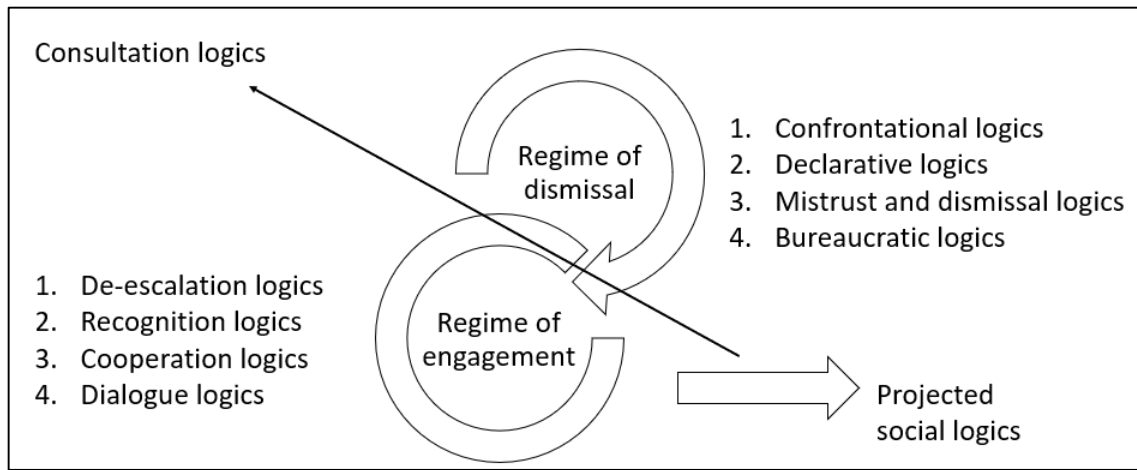 Consultation logics
Regime of
dismissal
1. Confrontational logics
2. Declarative logics
3. Mistrust and dismissal logics
4. Bureaucratic logics
1. De-escalation logics
2. Recognition logics
3. Cooperation logics
4. Dialogue logics
Regime of
engagement
Projected
social logics